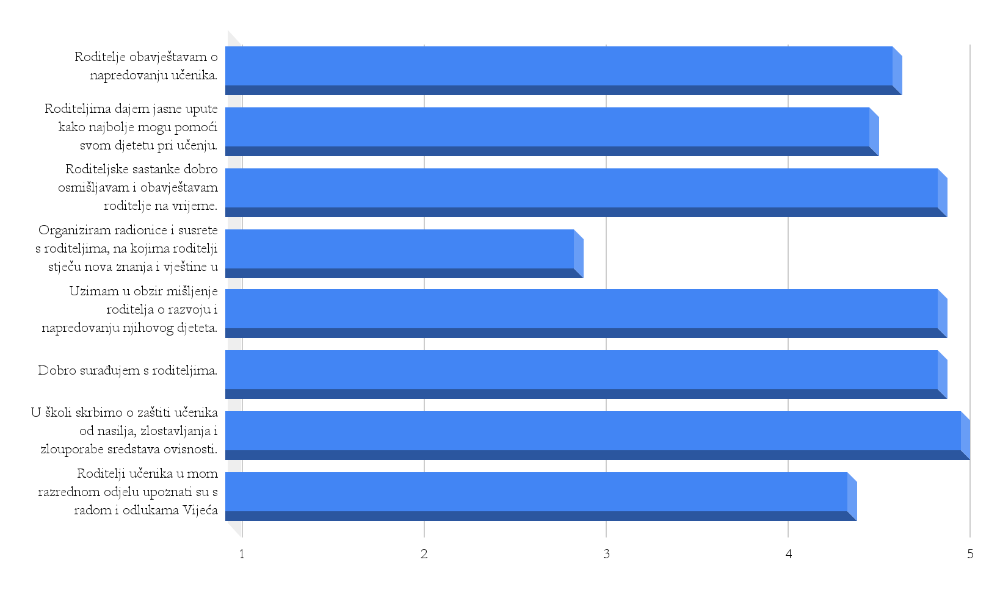 Roditelje obavještavam o
napredovanju učenika.
Roditeljima dajem jasne upute
kako najbolje mogu pomoći
svom djetetu pri učenju.
Roditeljske sastanke dobro
osmišljavam i obavještavam
roditelje na vrijeme.
Organiziram radionice i susrete
s roditeljima, na kojima roditelji
stječu nova znanja i vještine u
Uzimam u obzir mišljenje
roditelja o razvoju i
napredovanju njihovog djeteta.
Dobro surađujem s roditeljima.
U školi skrbimo o zaštiti učenika
od nasilja, zlostavljanja i
zlouporabe sredstava ovisnosti.
Roditelji učenika u mom
razrednom odjelu upoznati su s
radom i odlukama Vijeća
1 2 3 4 5